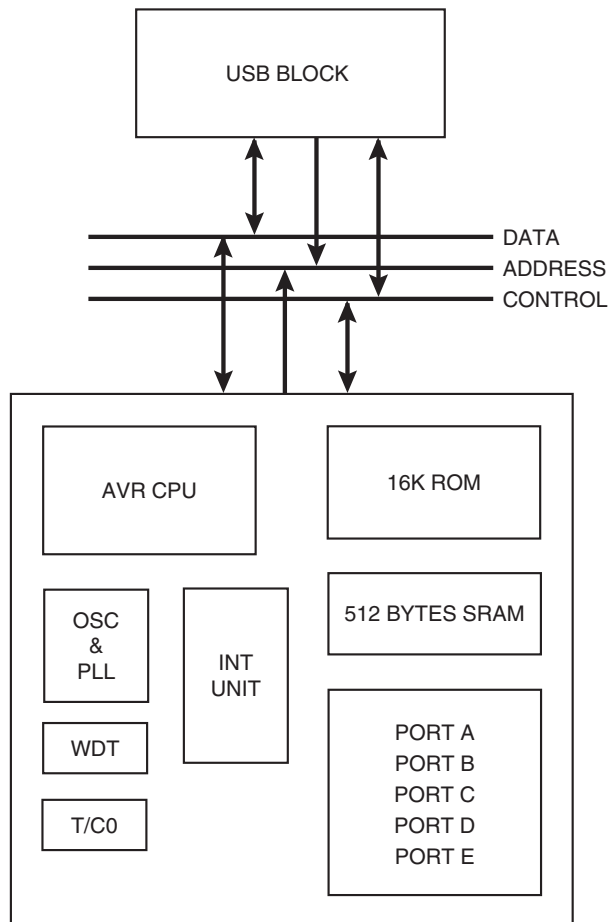 USB BLOCK
DATA
ADDRESS
CONTROL
AVR CPU
16K ROM
OSC
&
PLL
INT
UNIT
512 BYTES SRAM
WDT
T/C0
PORT A
PORT B
PORT C
PORT D
PORT E